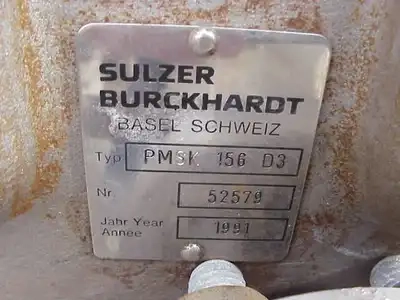 SULZER
BURCKHARDT
BASEL SCHWEIZ
Typ PMSK 156 D3
Nr. 52579
Jahr Year
Annee 1991